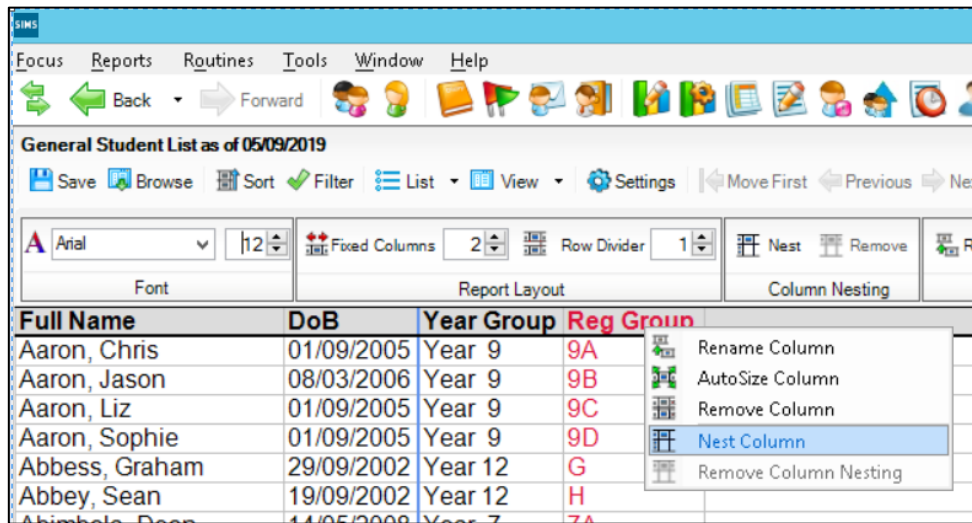 SIMS
Focus Reports Routines Tools Window Help
Back Forward
General Student List as of 05/09/2019
Save Browse Sort Filter List View Settings Move First Previous Ne
A Arial 12 Fixed Columns 2 Row Divider 1 Nest Remove R
Font Report Layout Column Nesting
Full Name DoB Year Group Reg Group
Aaron, Chris 01/09/2005 Year 9 9A
Aaron, Jason 08/03/2006 Year 9 9B
Aaron, Liz 01/09/2005 Year 9 9C
Aaron, Sophie 01/09/2005 Year 9 9D
Abbess, Graham 29/09/2002 Year 12 G
Abbey, Sean 19/09/2002 Year 12 H
Rename Column
AutoSize Column
Remove Column
Nest Column
Remove Column Nesting